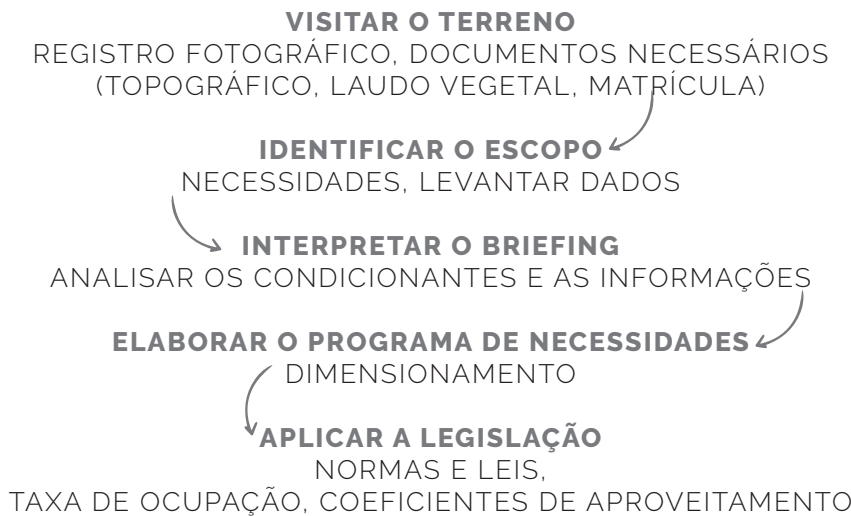 VISITAR O TERRENO
REGISTRO FOTOGRÁFICO, DOCUMENTOS NECESSÁRIOS
(TOPOGRÁFICO, LAUDO VEGETAL, MATRÍCULA)
IDENTIFICAR O ESCOPO
NECESSIDADES, LEVANTAR DADOS
INTERPRETAR O BRIEFING
ANALISAR OS CONDICIONANTES E AS INFORMAÇÕES
ELABORAR O PROGRAMA DE NECESSIDADES
DIMENSIONAMENTO
APLICAR A LEGISLAÇÃO
NORMAS E LEIS,
TAXA DE OCUPAÇÃO, COEFICIENTES DE APROVEITAMENTO